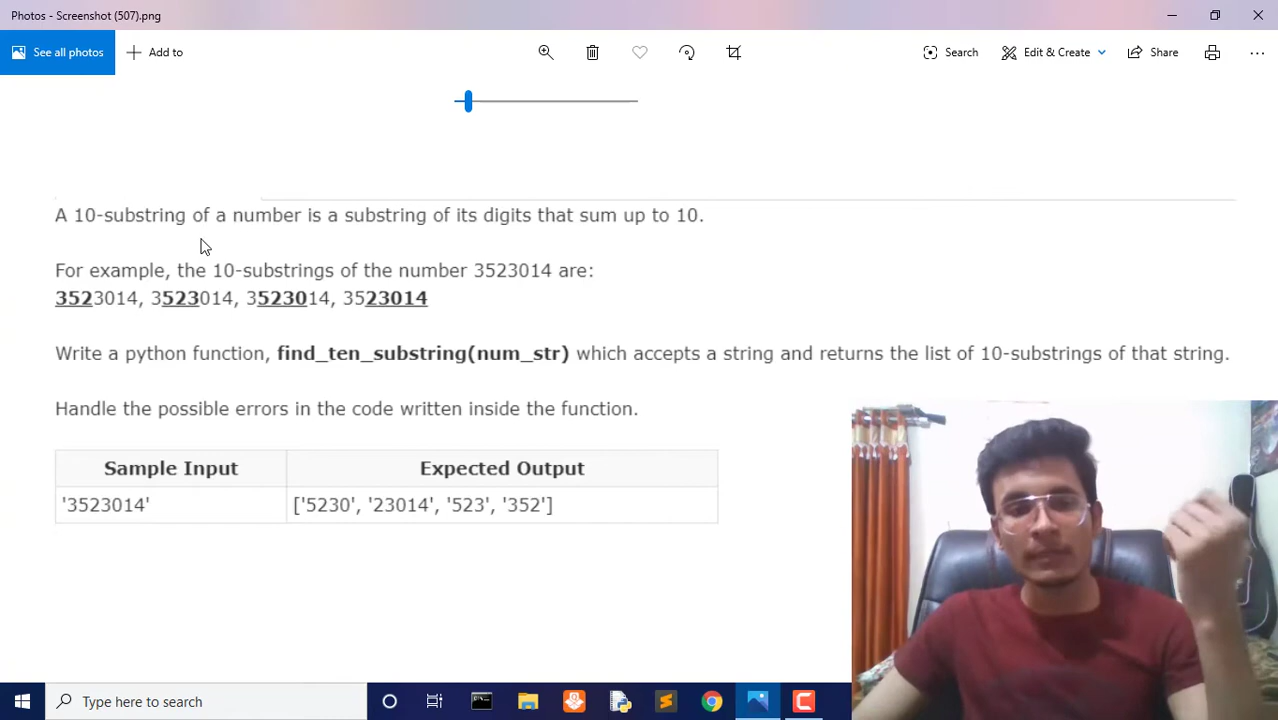 Photos - Screenshot (507).png
See all photos
Add to
Search
Edit & Create
Share
A 10-substring of a number is a substring of its digits that sum up to 10.
For example, the 10-substrings of the number 3523014 are:
3523014, 3523014, 3523014, 3523014
Write a python function, find_ten_substring(num_str) which accepts a string and returns the list of 10-substrings of that string.
Handle the possible errors in the code written inside the function.
Sample Input Expected Output
'3523014' ['5230', '23014', '523', '352']
Type here to search